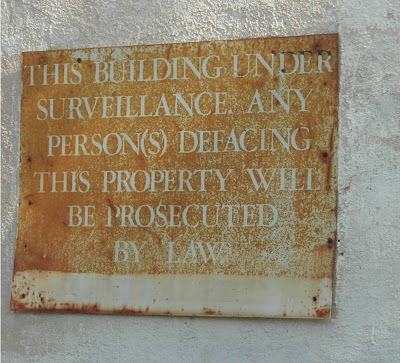 THIS BUILDING UNDER
SURVEILLANCE. ANY
PERSON(S) DEFACING
THIS PROPERTY WILL
BE PROSECUTED
BY LAW.